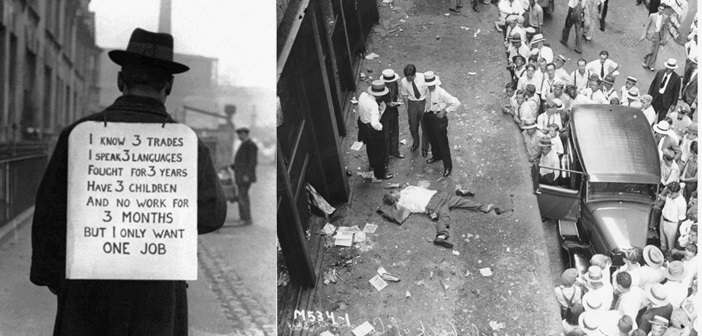 I KNOW 3 TRADES
I SPEAK 3 LANGUAGES
FOUGHT FOR 3 YEARS
HAVE 3 CHILDREN
AND NO WORK FOR
3 MONTHS
BUT I ONLY WANT
ONE JOB
M534-1